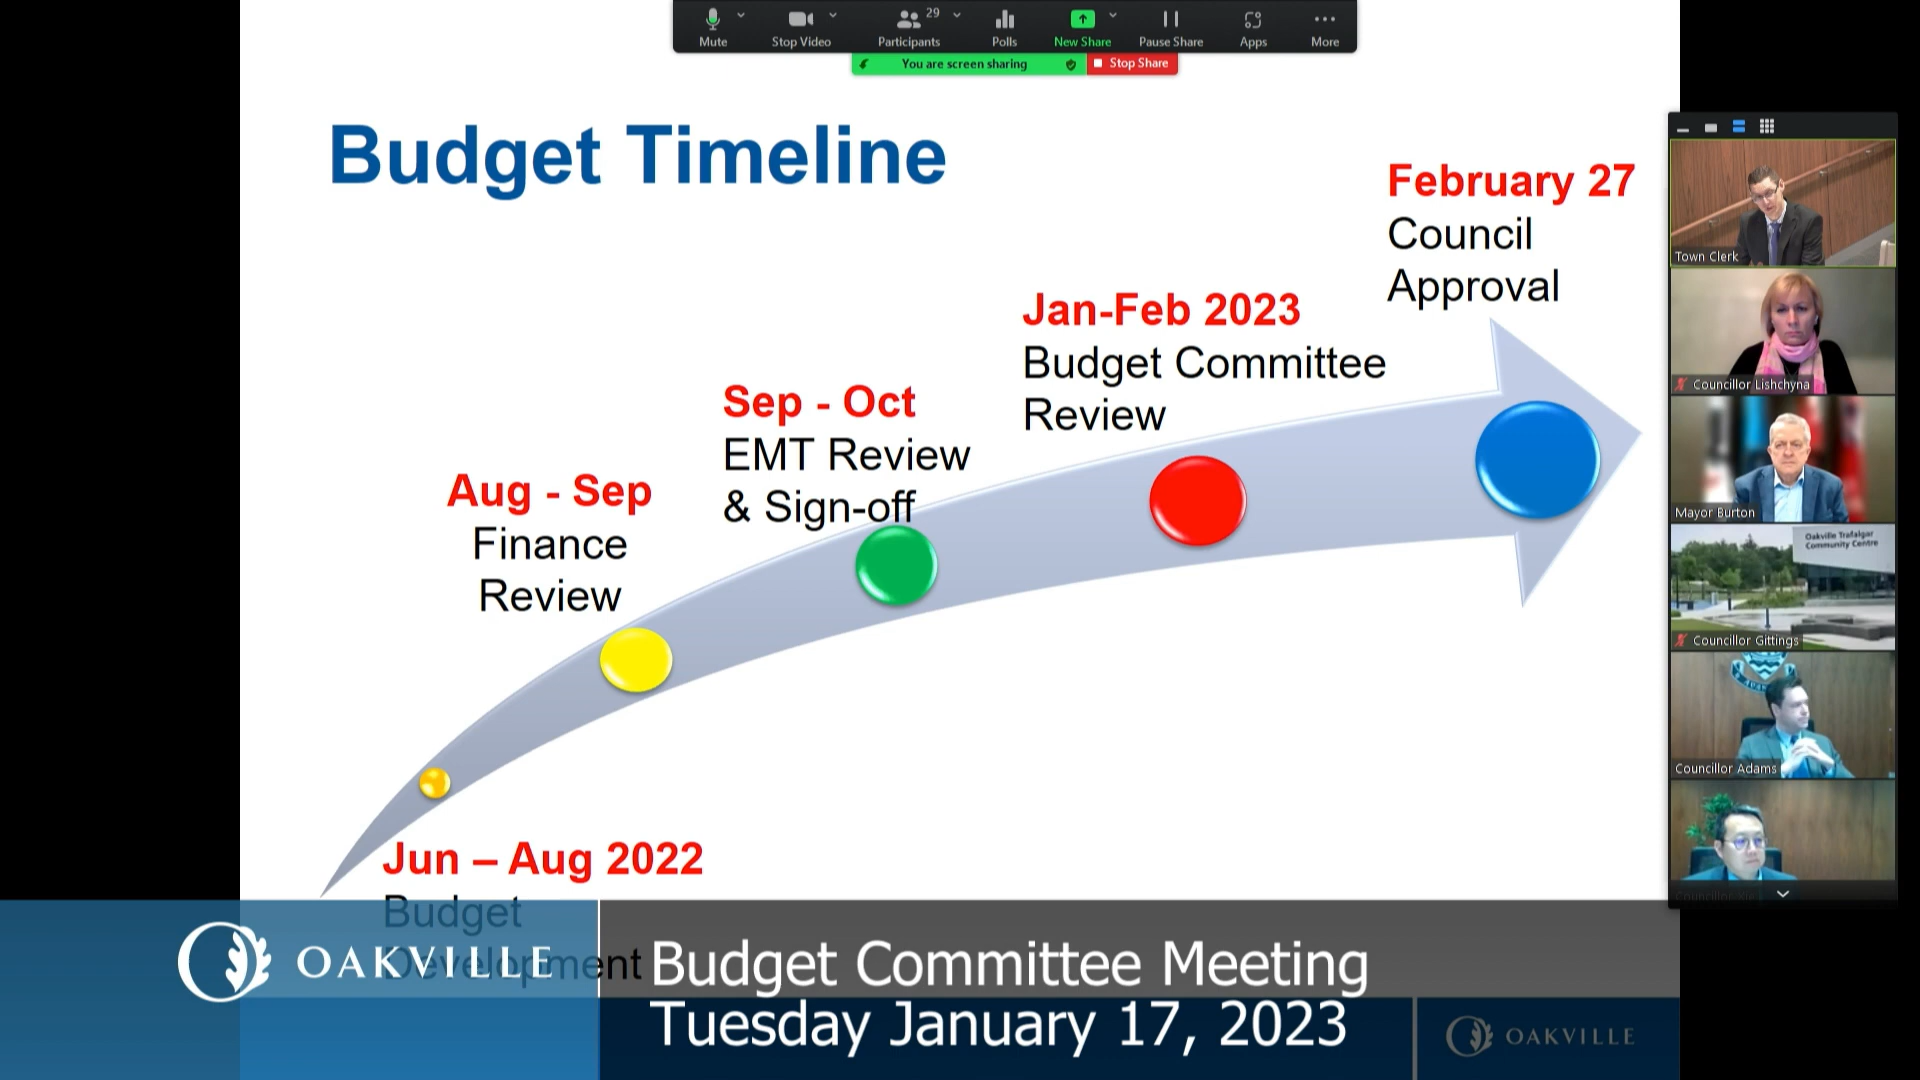 Mute
Stop Video
29
Participants
Polls
New Share
Pause Share
Apps
More
You are screen sharing
Stop Share
Budget Timeline
February 27
Council
Approval
Jan-Feb 2023
Budget Committee
Review
Sep - Oct
EMT Review
& Sign-off
Aug - Sep
Finance
Review
Jun – Aug 2022
Budget
Development
Town Clerk
Councillor Lishchyna
Mayor Burton
Oakville Trafalgar
Community Centre
Councillor Gittings
Councillor Adams
OAKVILLE
Budget Committee Meeting
Tuesday January 17, 2023
OAKVILLE